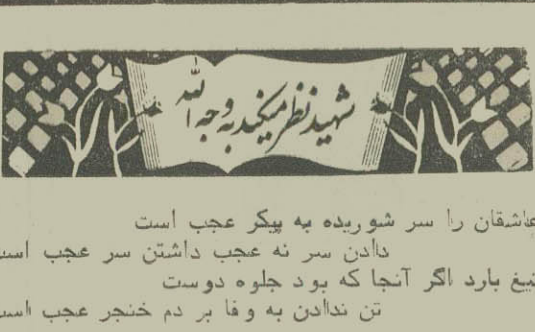 شهید نظر میکند به وجه الله
عاشقان را سر شوریده به پیکر عجب است
دادن سر نه عجب داشتن سر عجب است
تیغ بارد اگر آنجا که بود جلوه دوست
تن ندادن به وفا بر دم خنجر عجب است